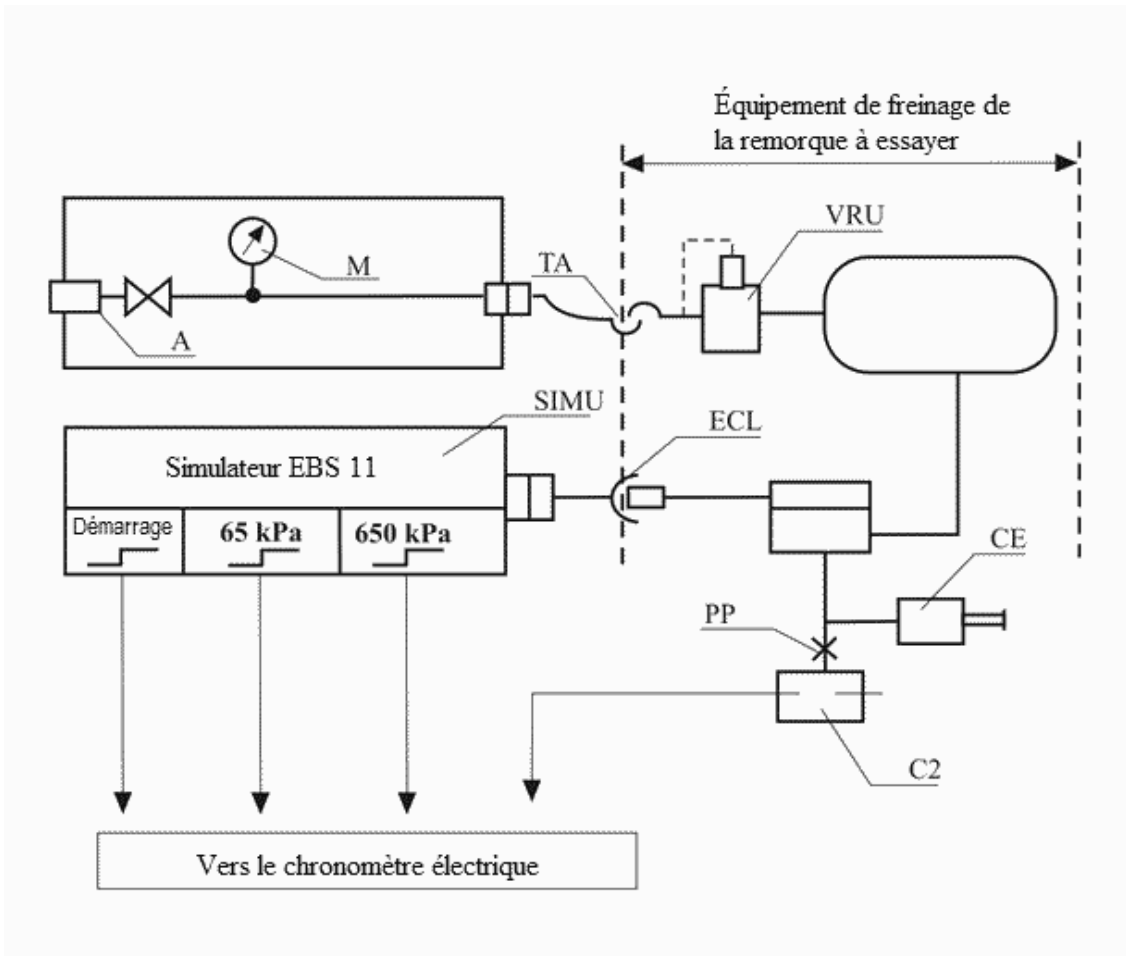 Équipement de freinage de
la remorque à essayer
VRU
M
TA
A
SIMU
ECL
Simulateur EBS 11
Démarrage
65 kPa
650 kPa
CE
PP
C2
Vers le chronomètre électrique